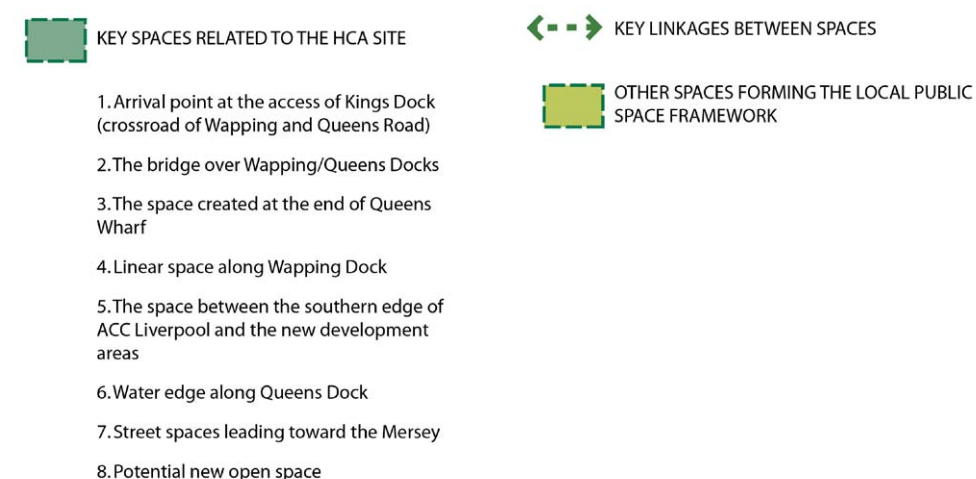 KEY SPACES RELATED TO THE HCA SITE
1. Arrival point at the access of Kings Dock
(crossroad of Wapping and Queens Road)
2. The bridge over Wapping/Queens Docks
3. The space created at the end of Queens
Wharf
4. Linear space along Wapping Dock
5. The space between the southern edge of
ACC Liverpool and the new development
areas
6. Water edge along Queens Dock
7. Street spaces leading toward the Mersey
8. Potential new open space
KEY LINKAGES BETWEEN SPACES
OTHER SPACES FORMING THE LOCAL PUBLIC
SPACE FRAMEWORK